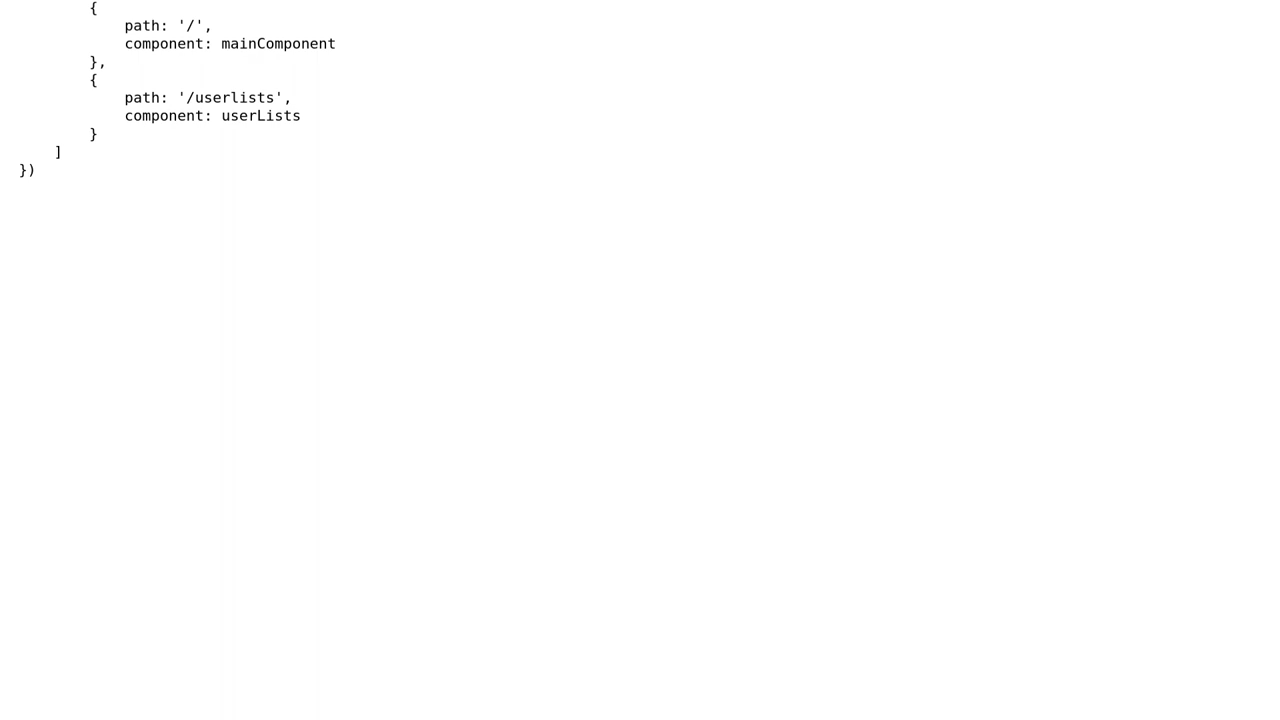 {
            path: '/',
            component: mainComponent
        },
        {
            path: '/userlists',
            component: userLists
        }
    ]
})